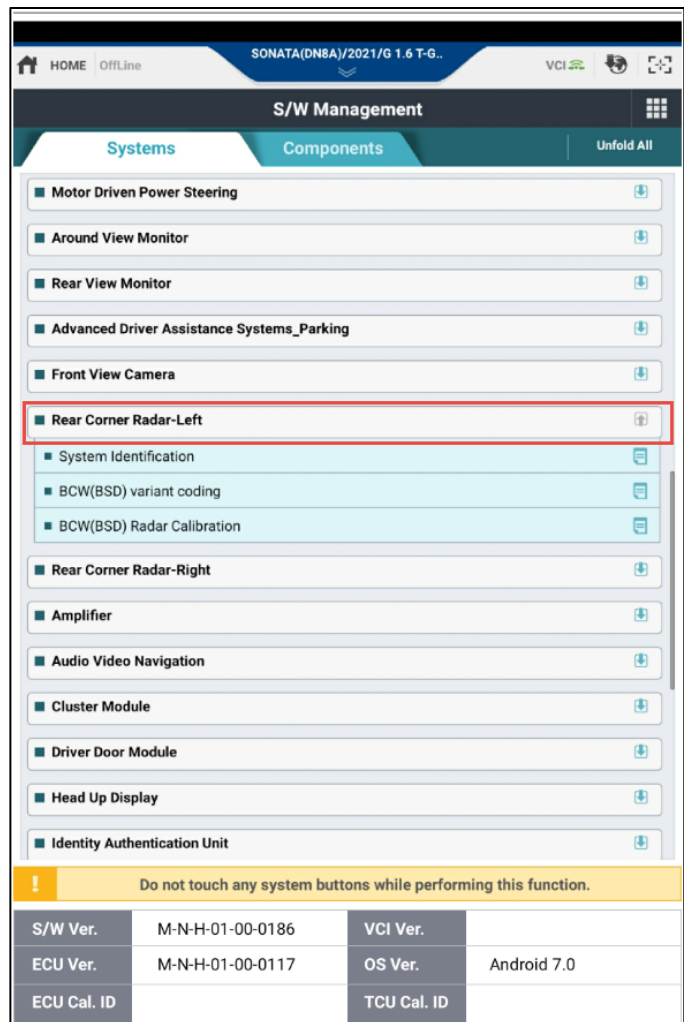 SONATA(DN8A)/2021/G 1.6 T-G..
HOME OffLine
VCI
S/W Management
Systems Components Unfold All
Motor Driven Power Steering
Around View Monitor
Rear View Monitor
Advanced Driver Assistance Systems_Parking
Front View Camera
Rear Corner Radar-Left
System Identification
BCW(BSD) variant coding
BCW(BSD) Radar Calibration
Rear Corner Radar-Right
Amplifier
Audio Video Navigation
Cluster Module
Driver Door Module
Head Up Display
Identity Authentication Unit
! Do not touch any system buttons while performing this function.
S/W Ver. M-N-H-01-00-0186 VCI Ver.
ECU Ver. M-N-H-01-00-0117 OS Ver. Android 7.0
ECU Cal. ID TCU Cal. ID